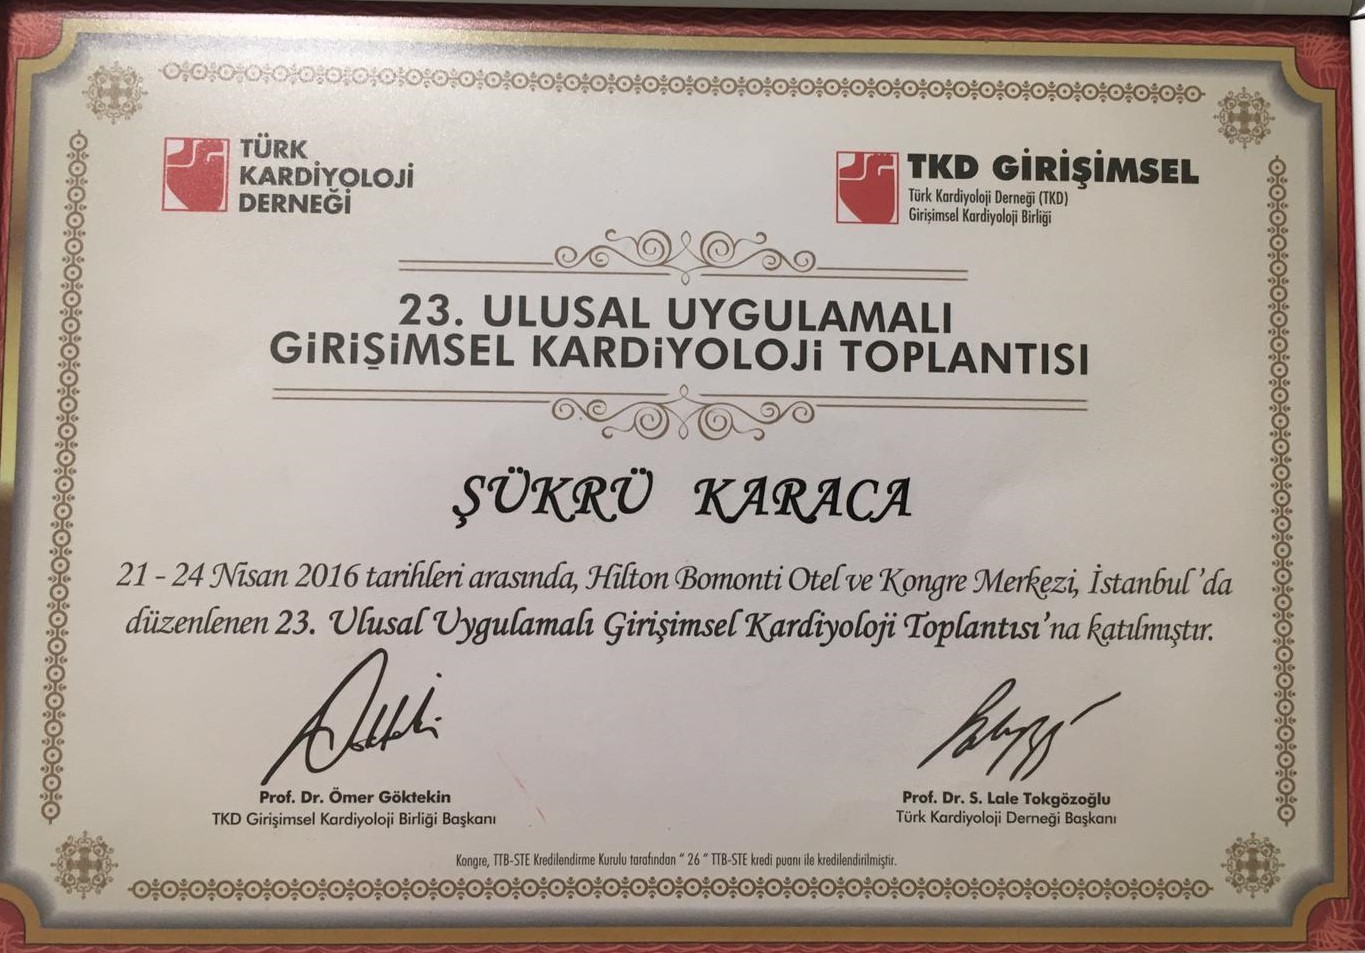 TÜRK
KARDİYOLOJİ
DERNEĞİ
TKD GİRİŞİMSEL
Türk Kardiyoloji Derneği (TKD)
Girişimsel Kardiyoloji Birliği
23. ULUSAL UYGULAMALI
GİRİŞİMSEL KARDİYOLOJİ TOPLANTISI
ŞÜKRÜ KARACA
21 - 24 Nisan 2016 tarihleri arasında, Hilton Bomonti Otel ve Kongre Merkezi, İstanbul'da
düzenlenen 23. Ulusal Uygulamalı Girişimsel Kardiyoloji Toplantısı'na katılmıştır.
Prof. Dr. Ömer Göktekin
TKD Girişimsel Kardiyoloji Birliği Başkanı
Prof. Dr. S. Lale Tokgözoğlu
Türk Kardiyoloji Derneği Başkanı
Kongre, TTB-STE Kredilendirme Kurulu tarafından " 26 " TTB-STE kredi puanı ile kredilendirilmiştir.